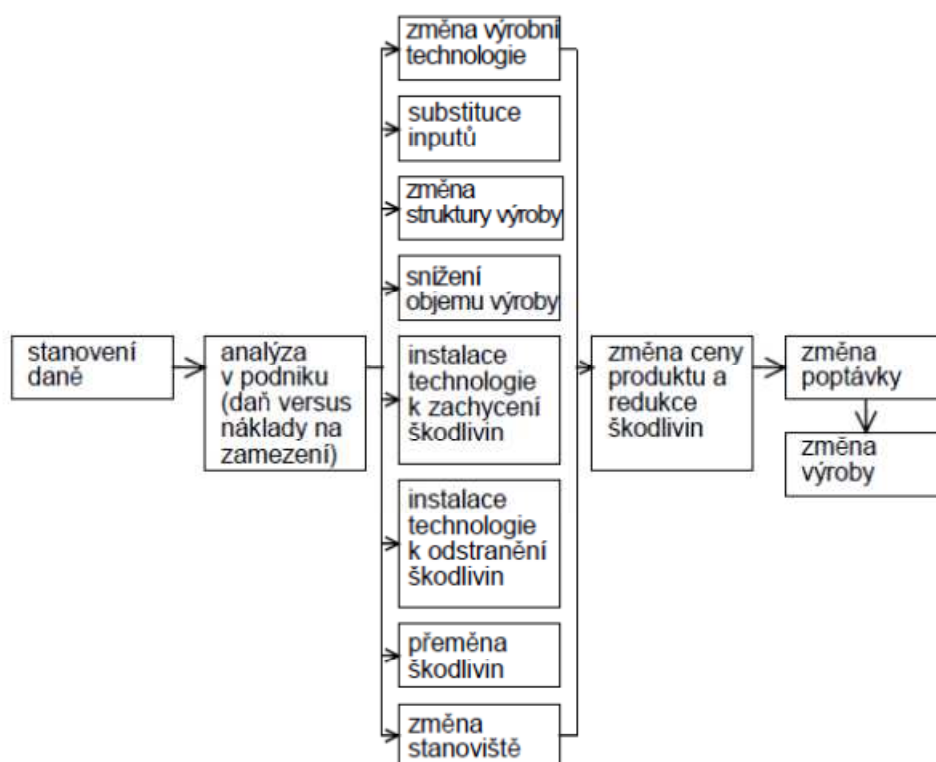 změna výrobní
technologie
substituce
inputů
změna
struktury výroby
snížení
objemu výroby
stanovení
daně
analýza
v podniku
(daň versus
náklady na
zamezení)
instalace
technologie
k zachycení
škodlivin
instalace
technologie
k odstranění
škodlivin
přeměna
škodlivin
změna
stanoviště
změna ceny
produktu a
redukce
škodlivin
změna
poptávky
změna
výroby